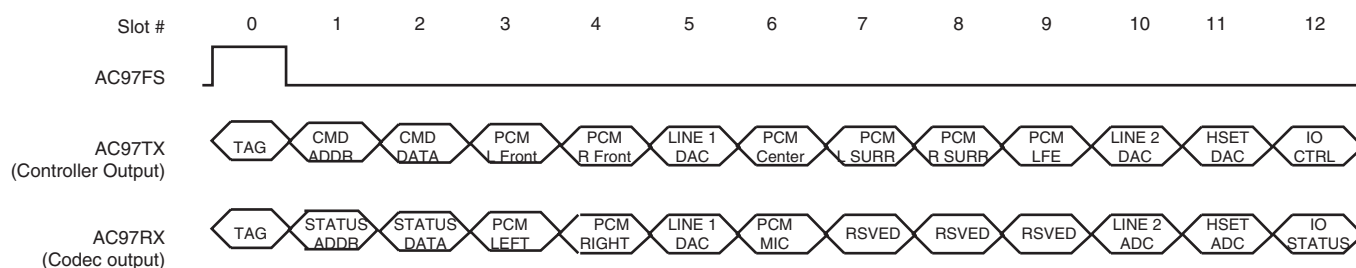 Slot # 0 1 2 3 4 5 6 7 8 9 10 11 12
AC97FS
AC97TX
(Controller Output)
TAG
CMD
ADDR
CMD
DATA
PCM
L Front
PCM
R Front
LINE 1
DAC
PCM
Center
PCM
L SURR
PCM
R SURR
PCM
LFE
LINE 2
DAC
HSET
DAC
IO
CTRL
AC97RX
(Codec output)
TAG
STATUS
ADDR
STATUS
DATA
PCM
LEFT
PCM
RIGHT
LINE 1
DAC
PCM
MIC
RSVED
RSVED
RSVED
LINE 2
ADC
HSET
ADC
IO
STATUS